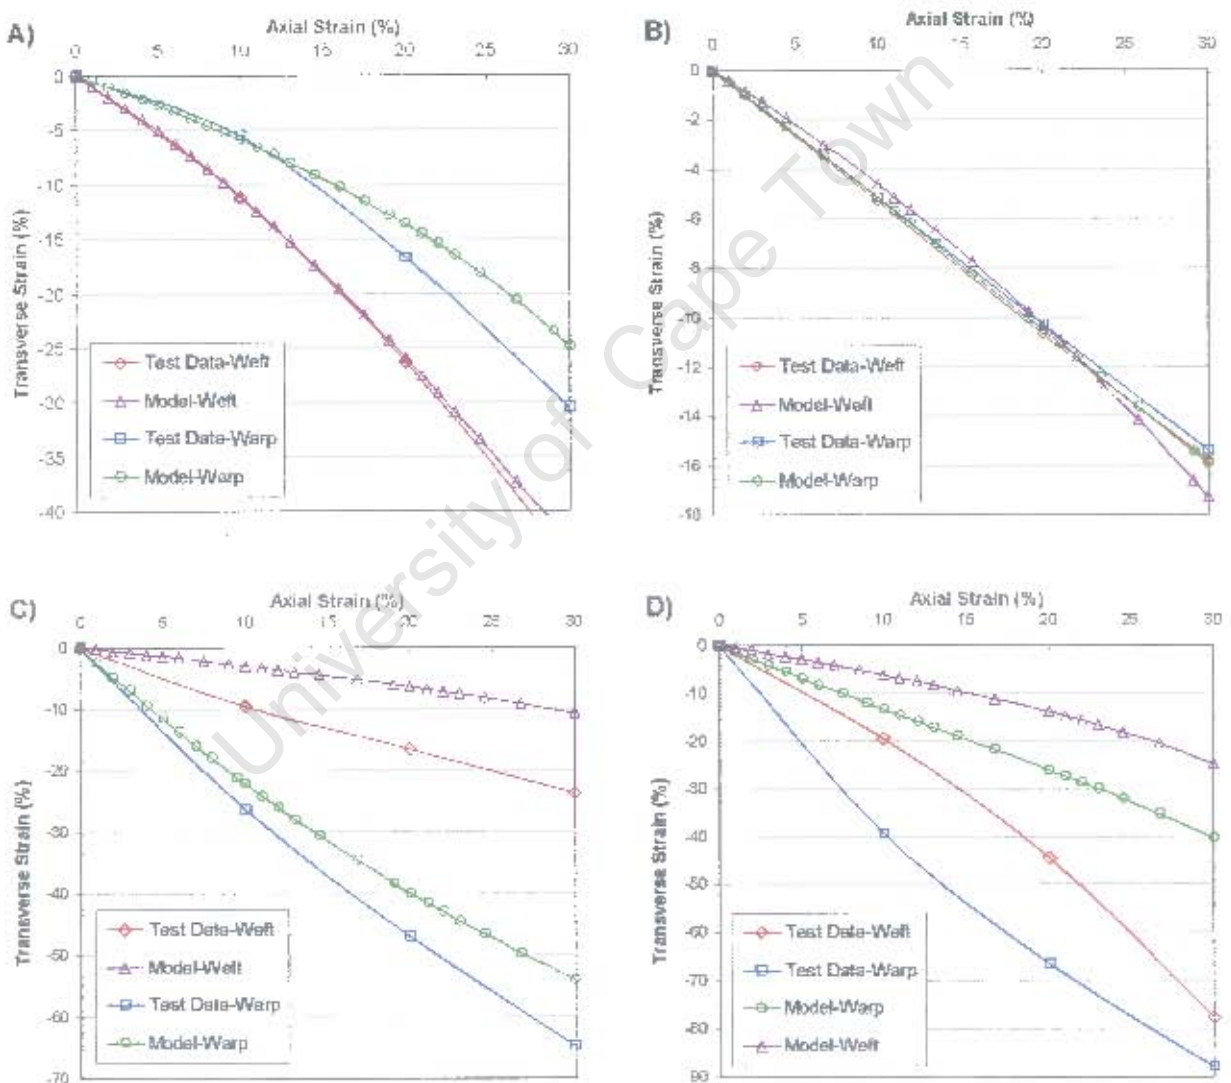 A)
Axial Strain (%)
0 5 10 15 20 25 30
0
-5
-10
-15
-20
-25
-30
-35
-40
Transverse Strain (%)
Test Data-Weft
Model-Weft
Test Data-Warp
Model-Warp
B)
Axial Strain (%)
0 5 10 15 20 25 30
0
-2
-4
-6
-8
-10
-12
-14
-16
-18
Transverse Strain (%)
Test Data-Weft
Model-Weft
Test Data-Warp
Model-Warp
C)
Axial Strain (%)
0 5 10 15 20 25 30
0
-10
-20
-30
-40
-50
-60
-70
Transverse Strain (%)
Test Data-Weft
Model-Weft
Test Data-Warp
Model-Warp
D)
Axial Strain (%)
0 5 10 15 20 25 30
0
-10
-20
-30
-40
-50
-60
-70
-80
-90
Transverse Strain (%)
Test Data-Weft
Test Data-Warp
Model-Warp
Model-Weft
University of Cape Town